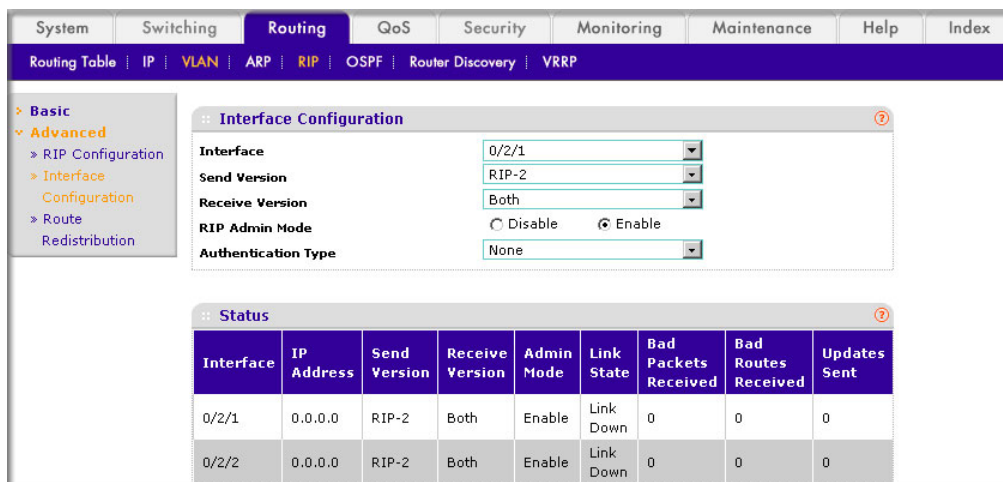 System Switching Routing QoS Security Monitoring Maintenance Help Index
Routing Table | IP | VLAN | ARP | RIP | OSPF | Router Discovery | VRRP
Basic
Advanced
» RIP Configuration
» Interface
Configuration
» Route
Redistribution
Interface Configuration ?
Interface 0/2/1
Send Version RIP-2
Receive Version Both
RIP Admin Mode Disable Enable
Authentication Type None
Status ?
Interface IP Address Send Version Receive Version Admin Mode Link State Bad Packets Received Bad Routes Received Updates Sent
0/2/1 0.0.0.0 RIP-2 Both Enable Link Down 0 0 0
0/2/2 0.0.0.0 RIP-2 Both Enable Link Down 0 0 0